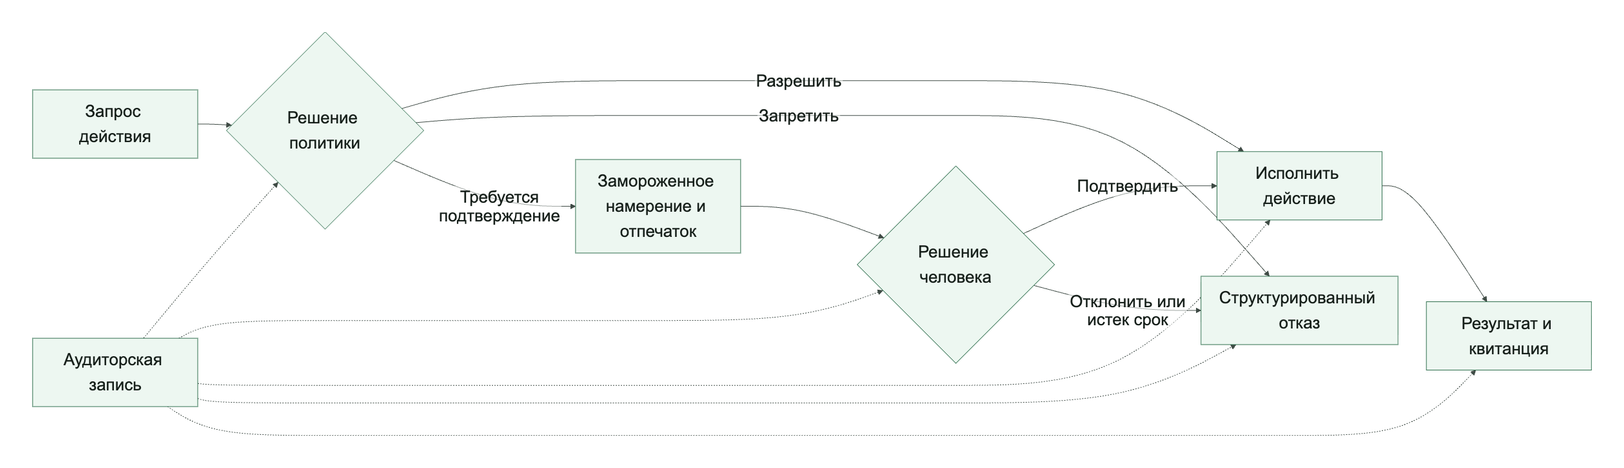 Запрос
действия
Решение
политики
Разрешить
Запретить
Требуется
подтверждение
Замороженное
намерение и
отпечаток
Решение
человека
Подтвердить
Отклонить или
истек срок
Исполнить
действие
Структурированный
отказ
Результат и
квитанция
Аудиторская
запись